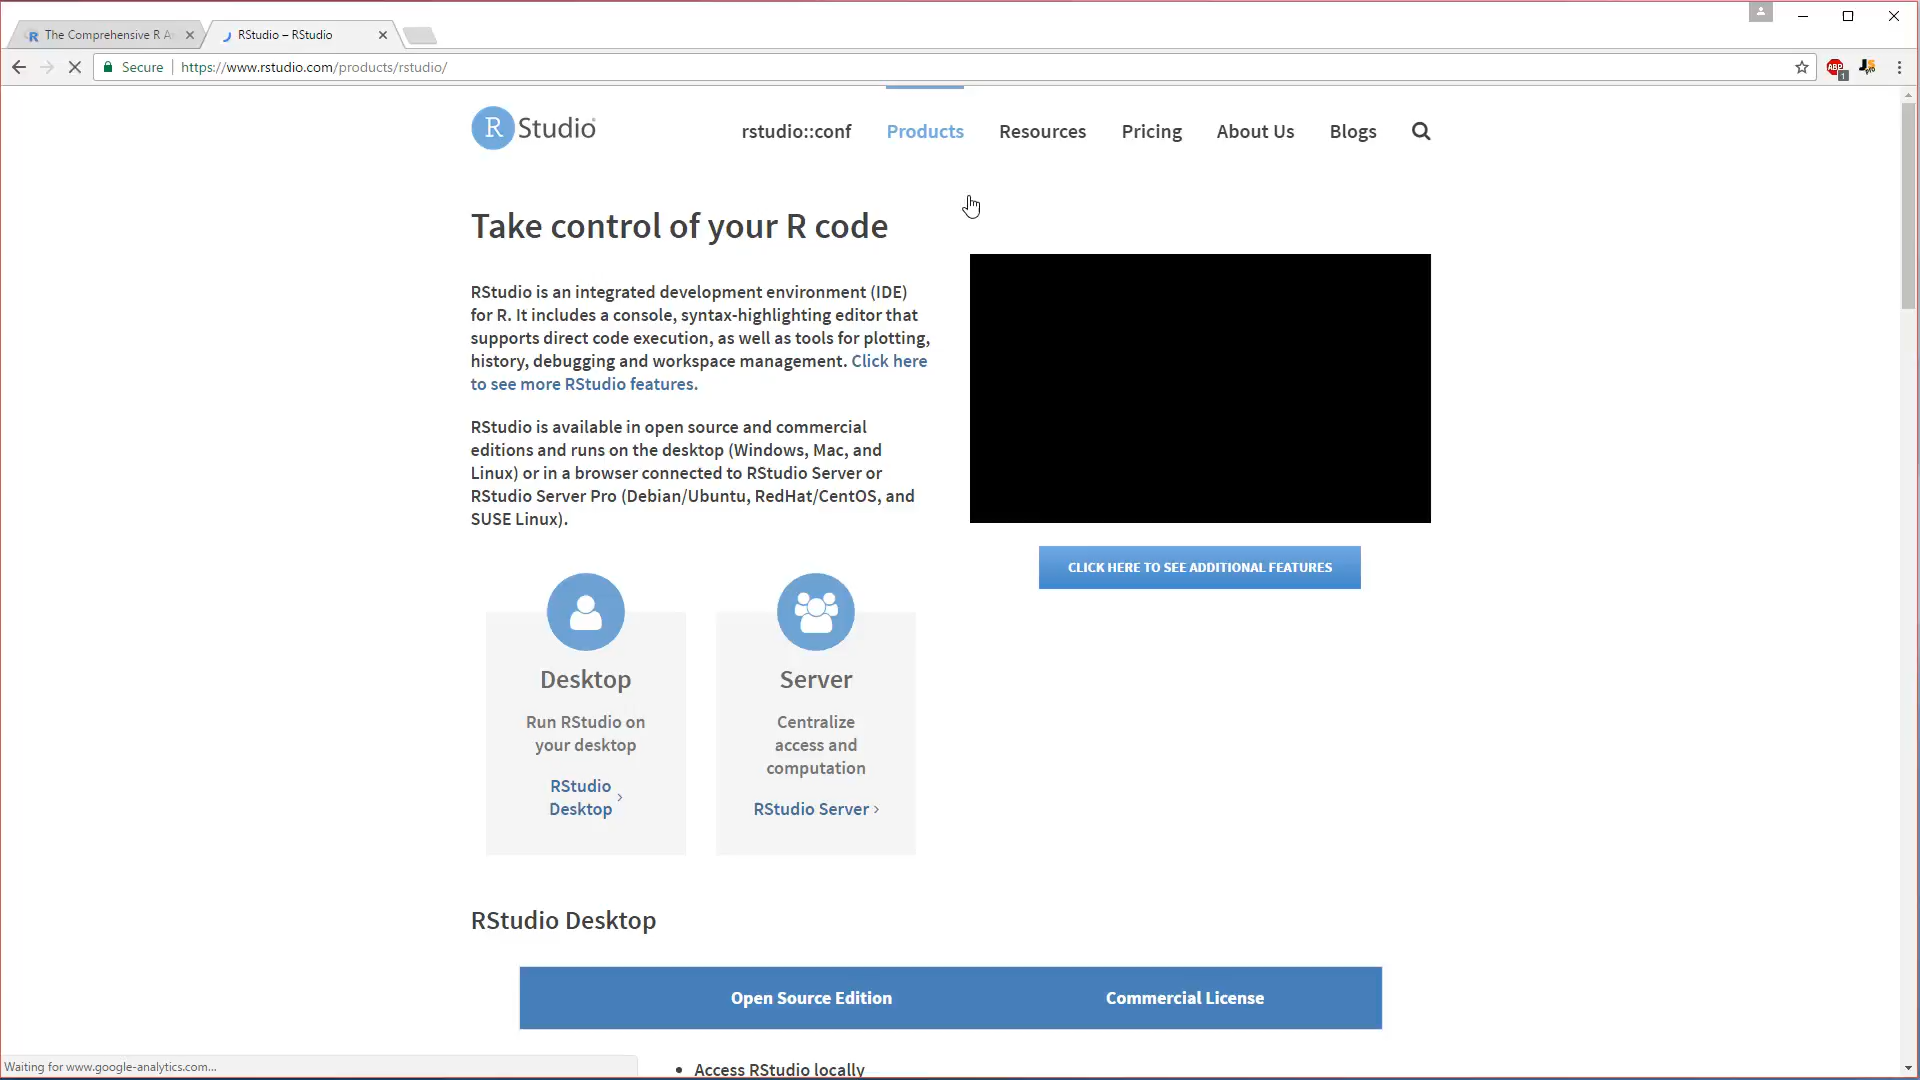 The Comprehensive R A
RStudio – RStudio
Secure
https://www.rstudio.com/products/rstudio/
ABP
1
R Studio
rstudio::conf
Products
Resources
Pricing
About Us
Blogs
Take control of your R code
RStudio is an integrated development environment (IDE)
for R. It includes a console, syntax-highlighting editor that
supports direct code execution, as well as tools for plotting,
history, debugging and workspace management. Click here
to see more RStudio features.
RStudio is available in open source and commercial
editions and runs on the desktop (Windows, Mac, and
Linux) or in a browser connected to RStudio Server or
RStudio Server Pro (Debian/Ubuntu, RedHat/CentOS, and
SUSE Linux).
CLICK HERE TO SEE ADDITIONAL FEATURES
Desktop
Run RStudio on
your desktop
RStudio
Desktop ›
Server
Centralize
access and
computation
RStudio Server ›
RStudio Desktop
Open Source Edition
Commercial License
• Access RStudio locally
Waiting for www.google-analytics.com...